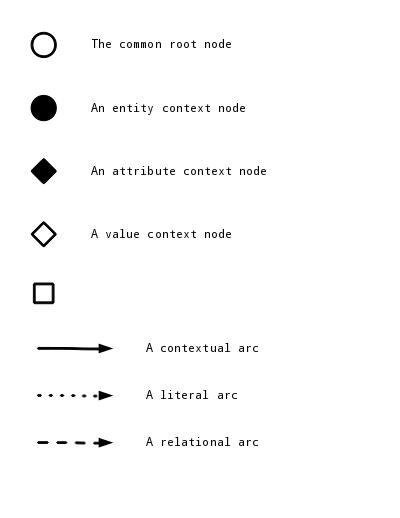 The common root node
An entity context node
An attribute context node
A value context node
A contextual arc
A literal arc
A relational arc